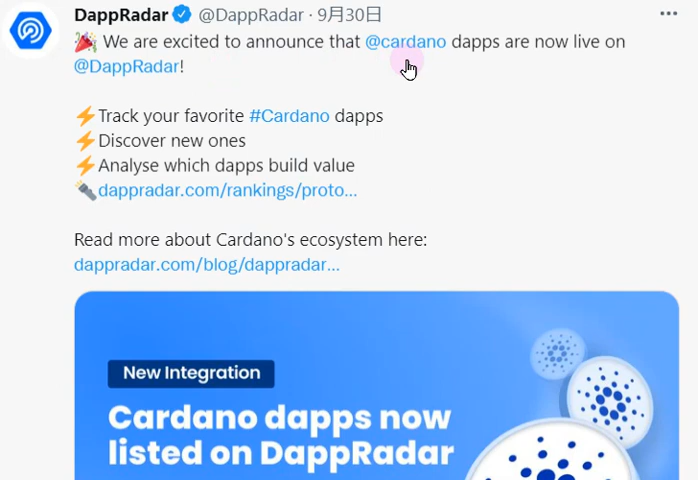 DappRadar @DappRadar · 9月30日
🎉 We are excited to announce that @cardano dapps are now live on
@DappRadar!
⚡Track your favorite #Cardano dapps
⚡Discover new ones
⚡Analyse which dapps build value
🔦dappradar.com/rankings/proto...
Read more about Cardano's ecosystem here:
dappradar.com/blog/dappradar...
New Integration
Cardano dapps now
listed on DappRadar